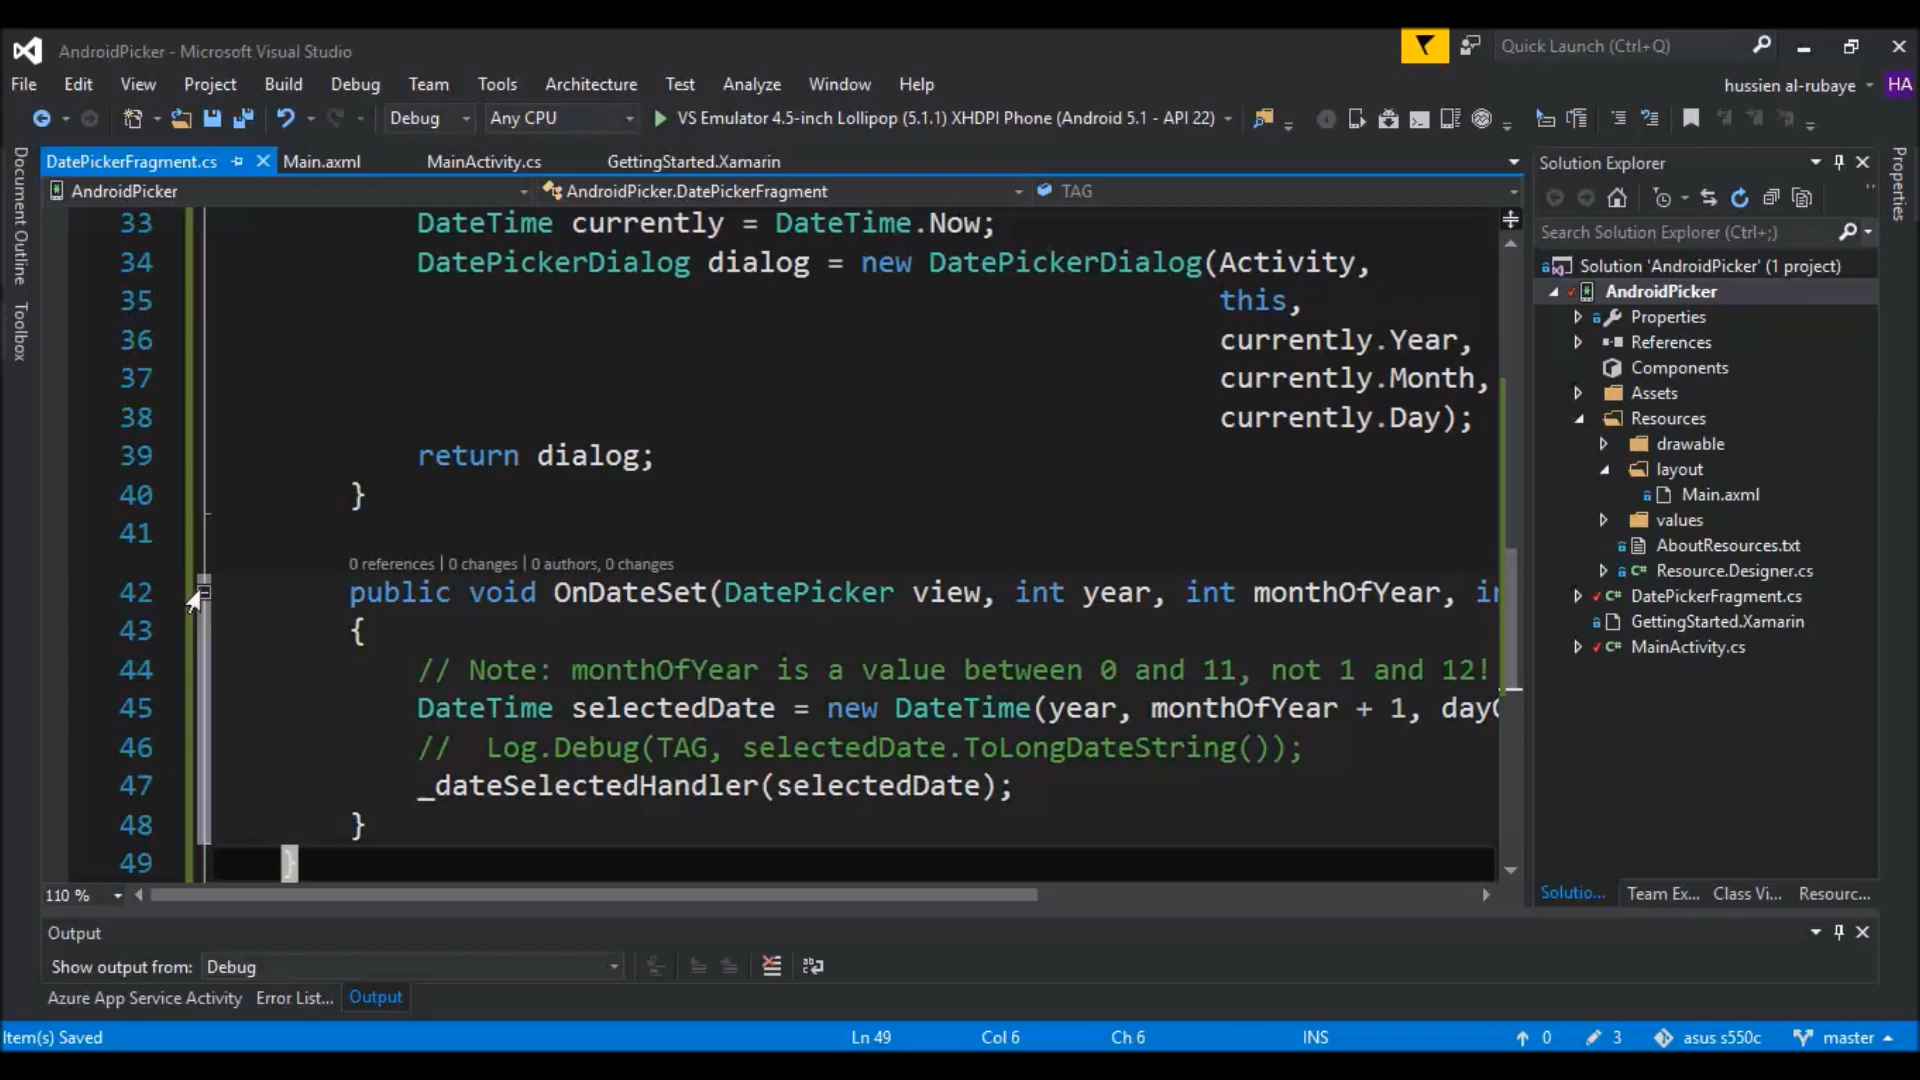 AndroidPicker - Microsoft Visual Studio
Quick Launch (Ctrl+Q)
File Edit View Project Build Debug Team Tools Architecture Test Analyze Window Help
hussien al-rubaye HA
Debug Any CPU VS Emulator 4.5-inch Lollipop (5.1.1) XHDPI Phone (Android 5.1 - API 22)
DatePickerFragment.cs Main.axml MainActivity.cs GettingStarted.Xamarin
AndroidPicker AndroidPicker.DatePickerFragment TAG
Document Outline
Toolbox
33 DateTime currently = DateTime.Now;
34 DatePickerDialog dialog = new DatePickerDialog(Activity,
35 this,
36 currently.Year,
37 currently.Month,
38 currently.Day);
39 return dialog;
40 }
41
0 references | 0 changes | 0 authors, 0 changes
42 public void OnDateSet(DatePicker view, int year, int monthOfYear,
43 {
44 // Note: monthOfYear is a value between 0 and 11, not 1 and 12!
45 DateTime selectedDate = new DateTime(year, monthOfYear + 1,
46 // Log.Debug(TAG, selectedDate.ToLongDateString());
47 _dateSelectedHandler(selectedDate);
48 }
49 }
110 %
Solution Explorer
Search Solution Explorer (Ctrl+;)
Solution 'AndroidPicker' (1 project)
AndroidPicker
Properties
References
Components
Assets
Resources
drawable
layout
Main.axml
values
AboutResources.txt
Resource.Designer.cs
DatePickerFragment.cs
GettingStarted.Xamarin
MainActivity.cs
Solutio... Team Ex... Class Vi... Resourc...
Properties
Output
Show output from: Debug
Azure App Service Activity Error List... Output
Item(s) Saved Ln 49 Col 6 Ch 6 INS 0 3 asus s550c master